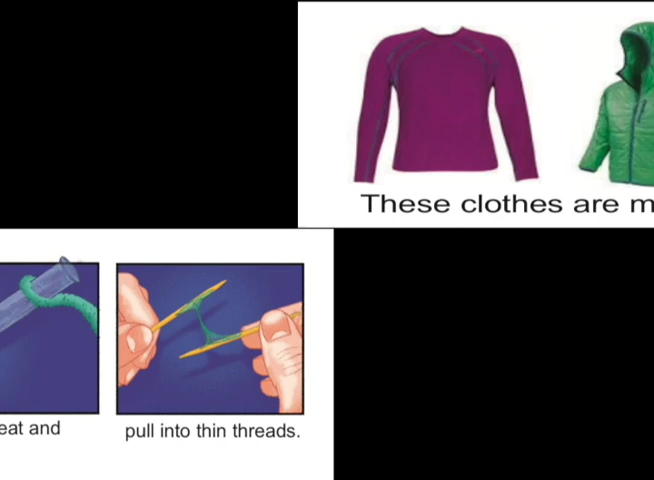 These clothes are m
eat and
pull into thin threads.